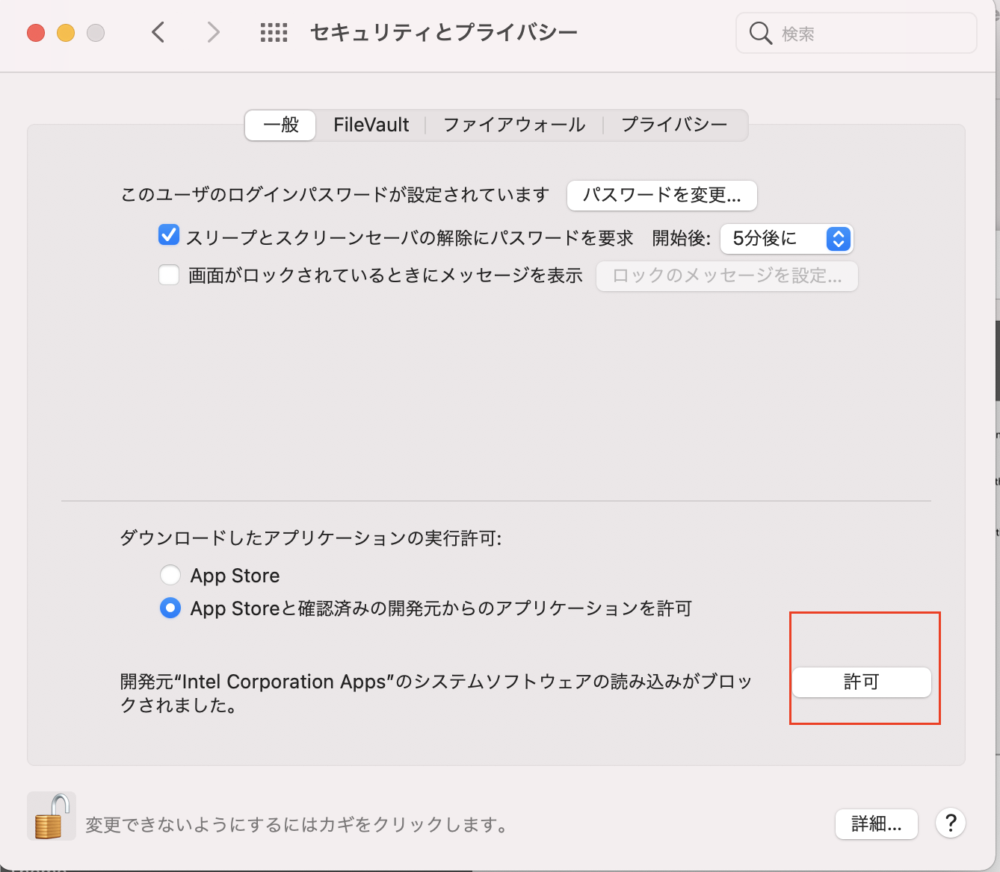 セキュリティとプライバシー
検索
一般 FileVault ファイアウォール プライバシー
このユーザのログインパスワードが設定されています パスワードを変更...
スリープとスクリーンセーバの解除にパスワードを要求 開始後: 5分後に
画面がロックされているときにメッセージを表示 ロックのメッセージを設定...
ダウンロードしたアプリケーションの実行許可:
App Store
App Storeと確認済みの開発元からのアプリケーションを許可
開発元“Intel Corporation Apps”のシステムソフトウェアの読み込みがブロッ
クされました。
許可
変更できないようにするにはカギをクリックします。
詳細... ?